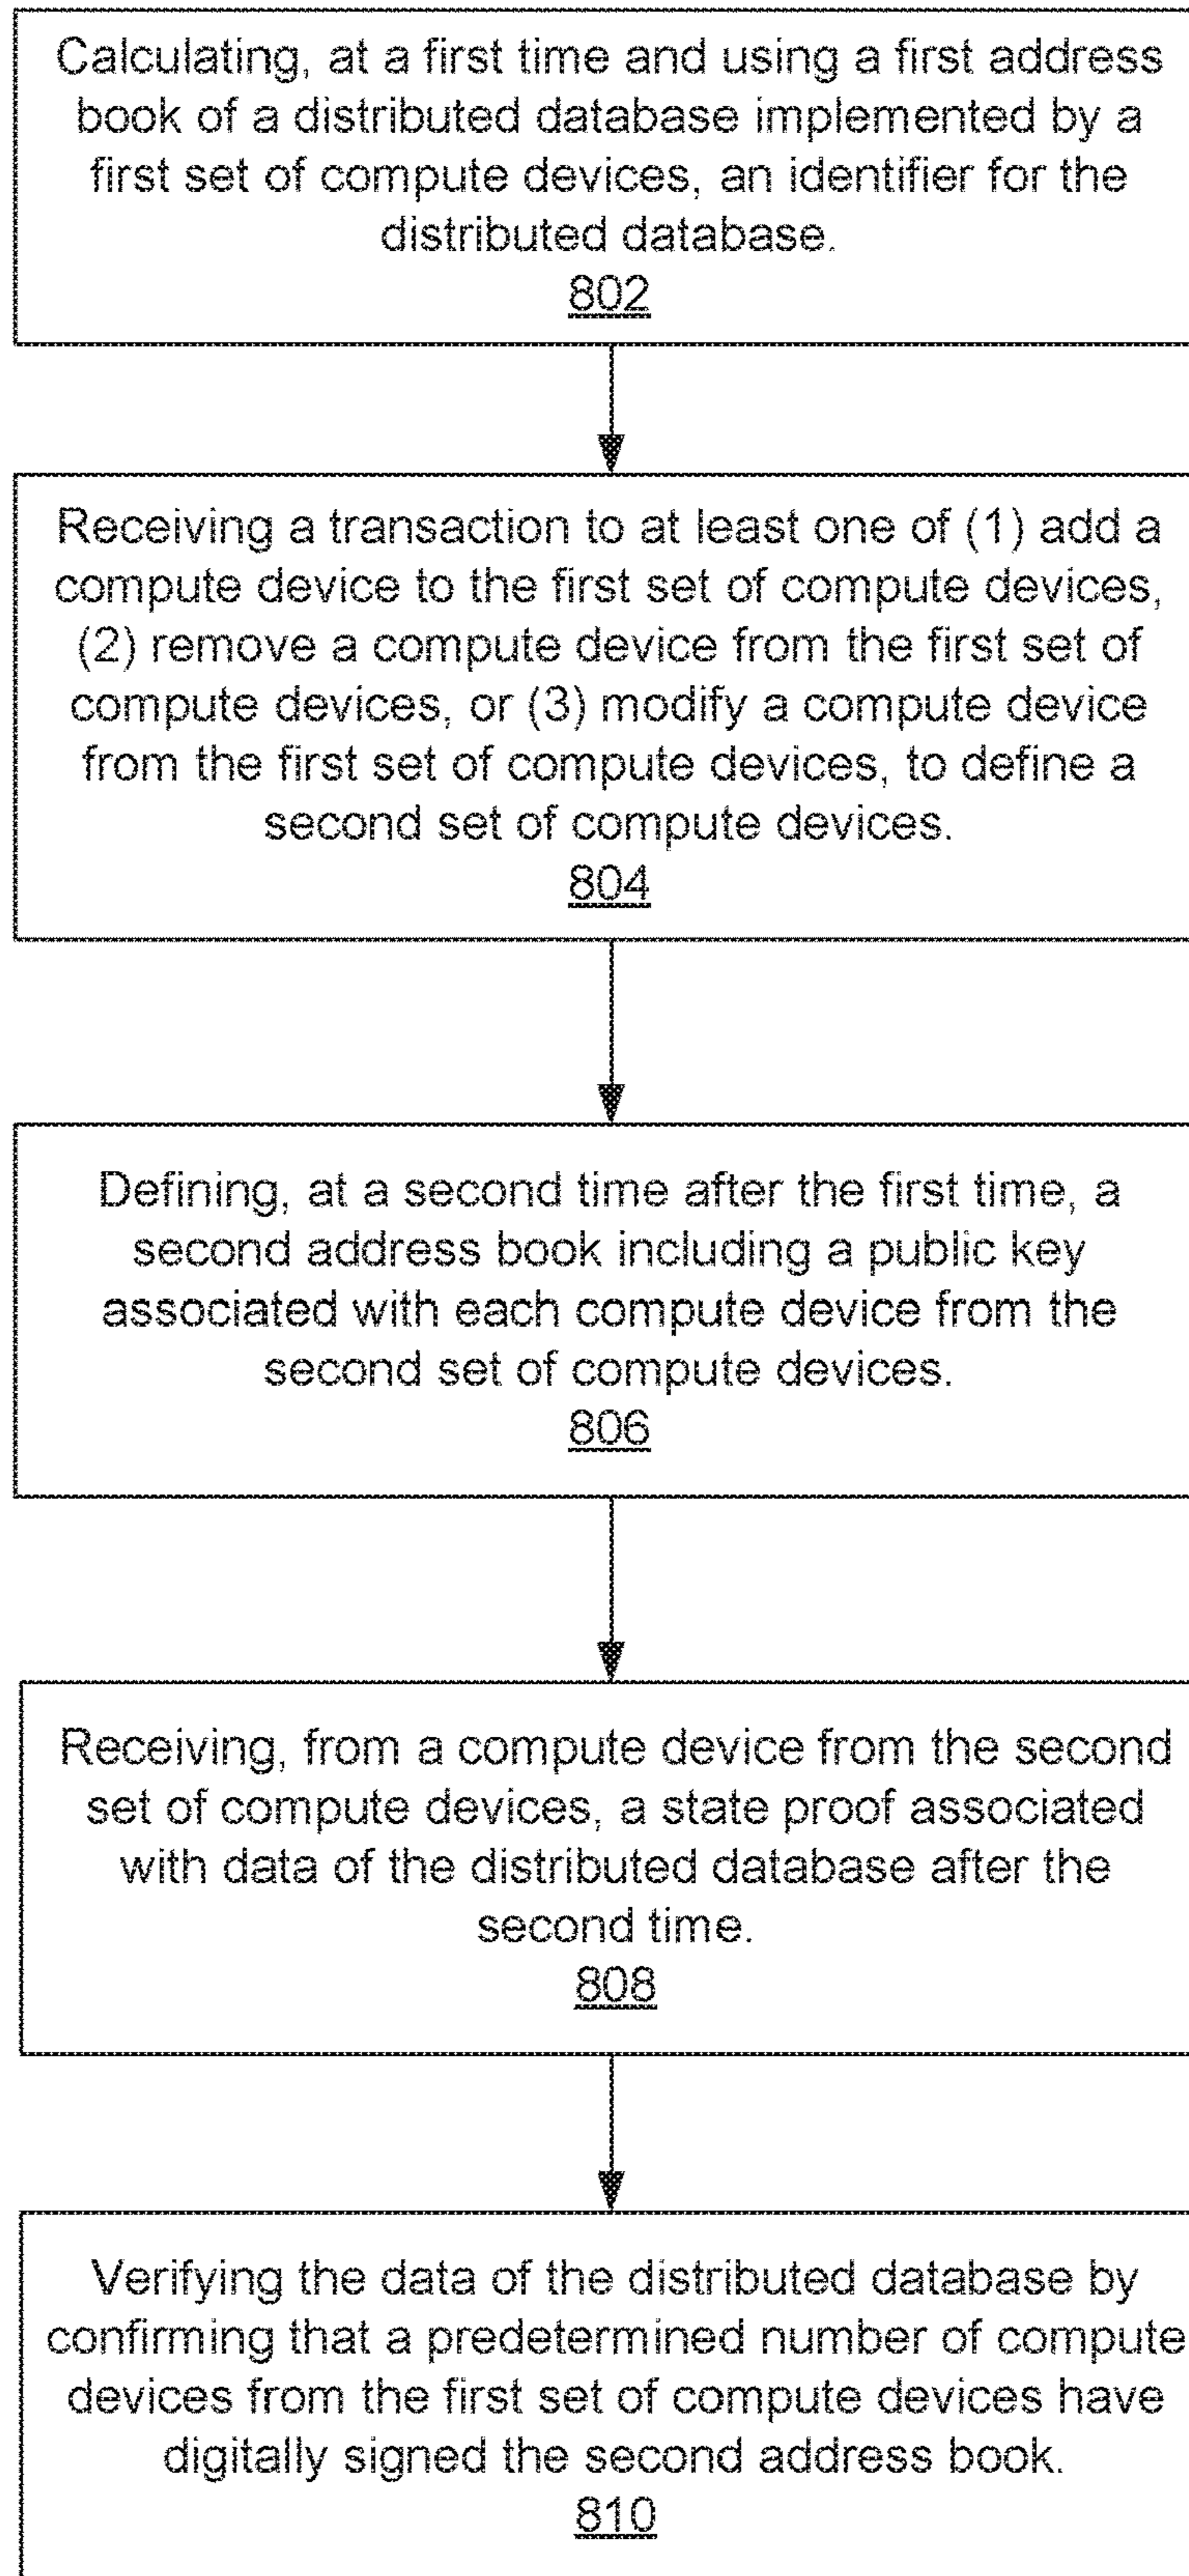 Calculating, at a first time and using a first address
book of a distributed database implemented by a
first set of compute devices, an identifier for the
distributed database.
802
Receiving a transaction to at least one of (1) add a
compute device to the first set of compute devices,
(2) remove a compute device from the first set of
compute devices, or (3) modify a compute device
from the first set of compute devices, to define a
second set of compute devices.
804
Defining, at a second time after the first time, a
second address book including a public key
associated with each compute device from the
second set of compute devices.
806
Receiving, from a compute device from the second
set of compute devices, a state proof associated
with data of the distributed database after the
second time.
808
Verifying the data of the distributed database by
confirming that a predetermined number of compute
devices from the first set of compute devices have
digitally signed the second address book.
810